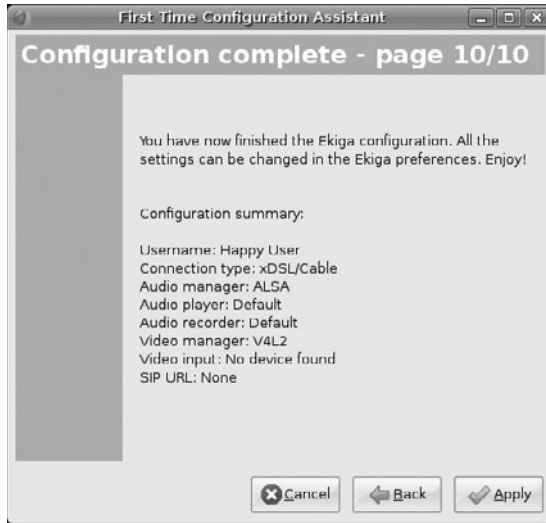 First Time Configuration Assistant
Configuration complete - page 10/10
You have now finished the Ekiga configuration. All the
settings can be changed in the Ekiga preferences. Enjoy!
Configuration summary:
Username: Happy User
Connection type: xDSL/Cable
Audio manager: ALSA
Audio player: Default
Audio recorder: Default
Video manager: V4L2
Video input: No device found
SIP URL: None
Cancel
Back
Apply